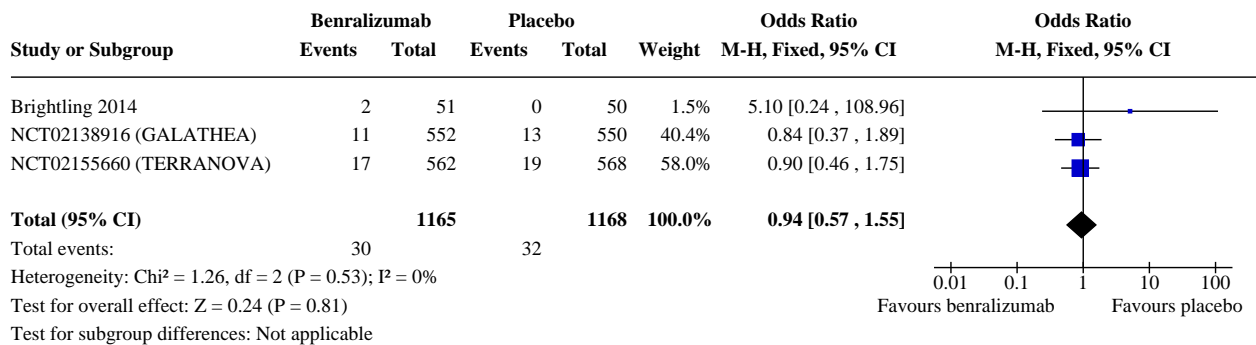 Benralizumab Placebo Odds Ratio Odds Ratio
Study or Subgroup Events Total Events Total Weight M-H, Fixed, 95% CI M-H, Fixed, 95% CI
Brightling 2014 2 51 0 50 1.5% 5.10 [0.24 , 108.96]
NCT02138916 (GALATHEA) 11 552 13 550 40.4% 0.84 [0.37 , 1.89]
NCT02155660 (TERRANOVA) 17 562 19 568 58.0% 0.90 [0.46 , 1.75]
Total (95% CI) 1165 1168 100.0% 0.94 [0.57 , 1.55]
Total events: 30 32
Heterogeneity: Chi² = 1.26, df = 2 (P = 0.53); I² = 0%
0.01 0.1 1 10 100
Test for overall effect: Z = 0.24 (P = 0.81)
Favours benralizumab Favours placebo
Test for subgroup differences: Not applicable